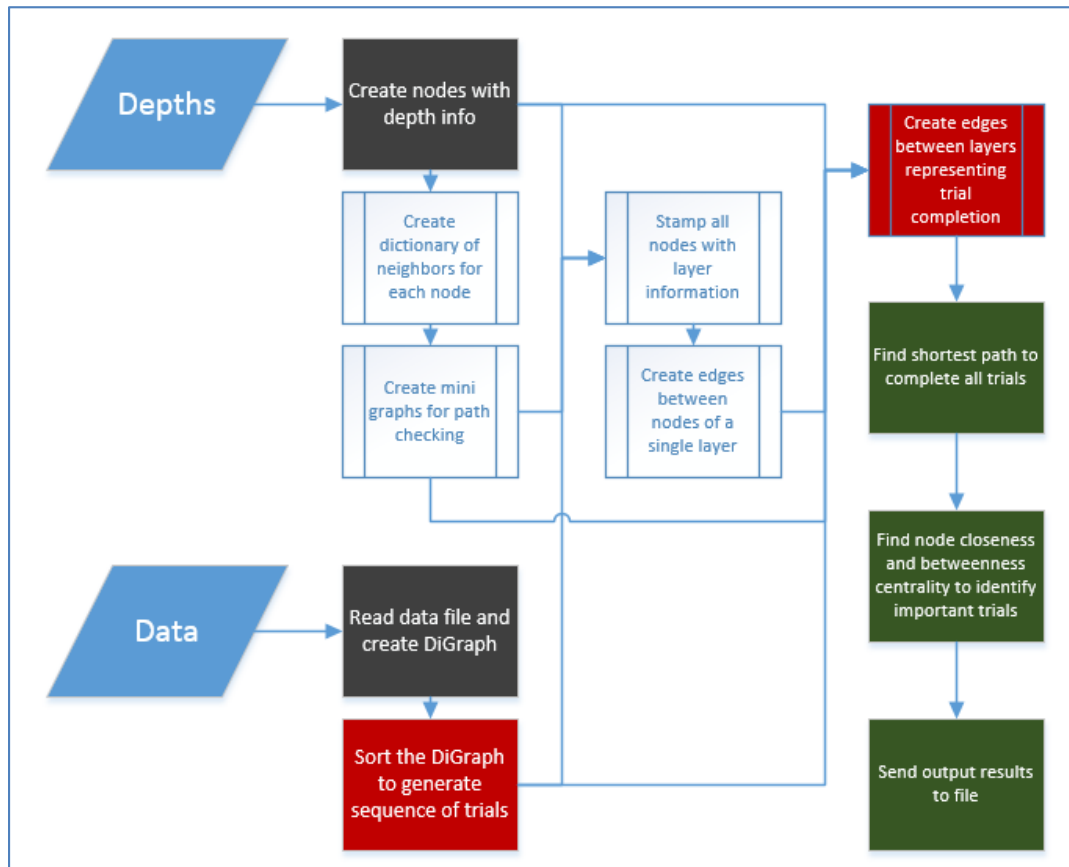 Depths
Create nodes with
depth info
Create
dictionary of
neighbors for
each node
Create mini
graphs for path
checking
Stamp all
nodes with
layer
information
Create edges
between
nodes of a
single layer
Create edges
between layers
representing
trial
completion
Find shortest path to
complete all trials
Find node closeness
and betweenness
centrality to identify
important trials
Send output results
to file
Data
Read data file and
create DiGraph
Sort the DiGraph
to generate
sequence of trials